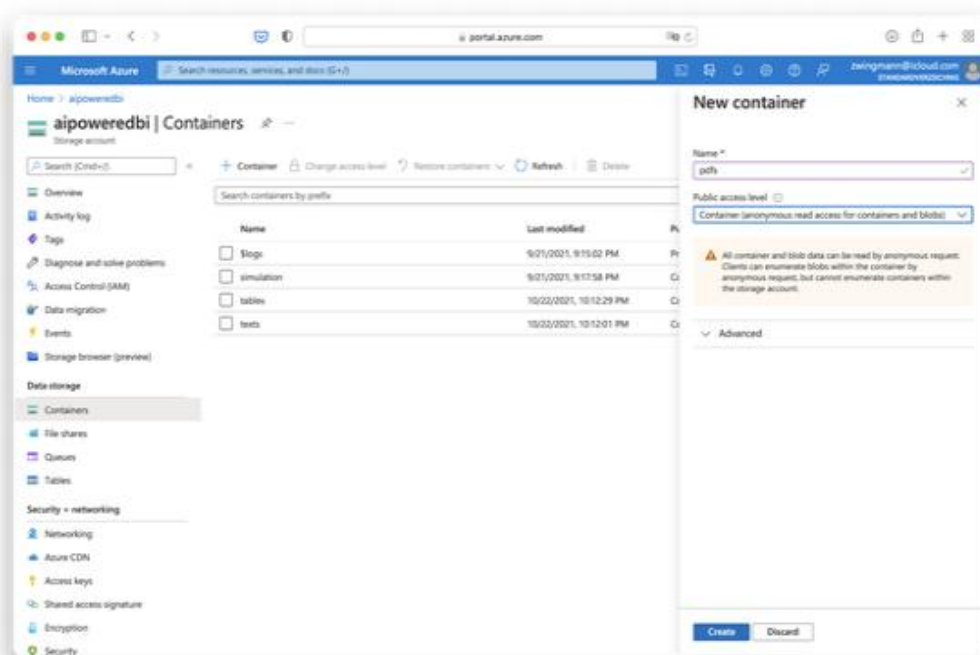 portal.azure.com
Microsoft Azure
Search resources, services, and docs (G+/)
zwingmann@icloud.com
Home > aipoweredbi
aipoweredbi | Containers
Storage account
Search (Cmd+/)
Container
Change access level
Restore containers
Refresh
Delete
Search containers by prefix
Name
Last modified
$logs
9/21/2021, 9:15:02 PM
simulation
9/21/2021, 9:17:58 PM
tables
10/22/2021, 10:12:29 PM
texts
10/22/2021, 10:12:01 PM
Overview
Activity log
Tags
Diagnose and solve problems
Access Control (IAM)
Data migration
Events
Storage browser (preview)
Data storage
Containers
File shares
Queues
Tables
Security + networking
Networking
Azure CDN
Access keys
Shared access signature
Encryption
Security
New container
Name *
pdfs
Public access level
Container (anonymous read access for containers and blobs)
All container and blob data can be read by anonymous request.
Clients can enumerate blobs within the container by
anonymous request, but cannot enumerate containers within
the storage account.
Advanced
Create
Discard